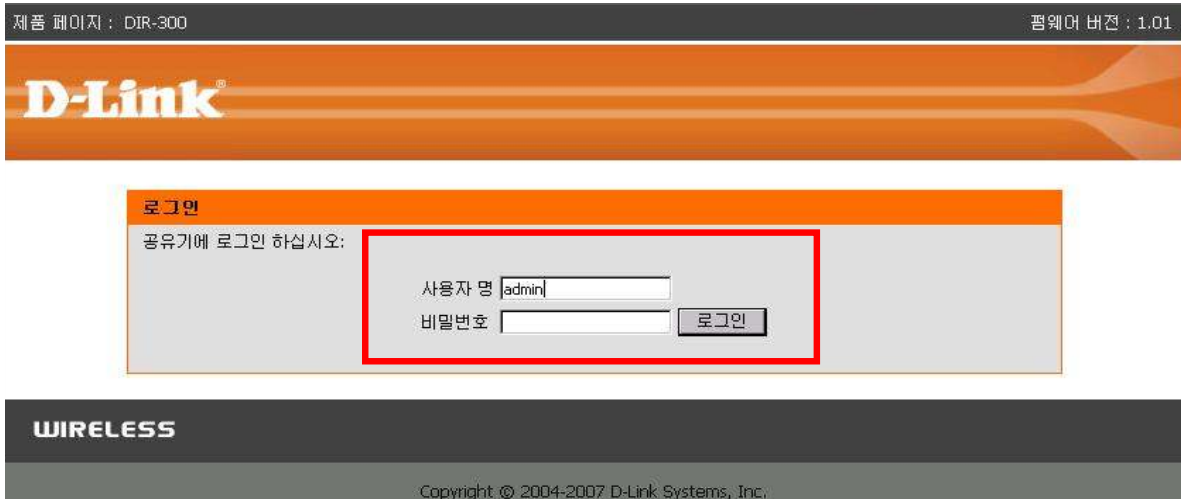 제품 페이지 : DIR-300
펌웨어 버전 : 1.01
D-Link®
로그인
공유기에 로그인 하십시오:
사용자 명 admin
비밀번호 로그인
WIRELESS
Copyright © 2004-2007 D-Link Systems, Inc.